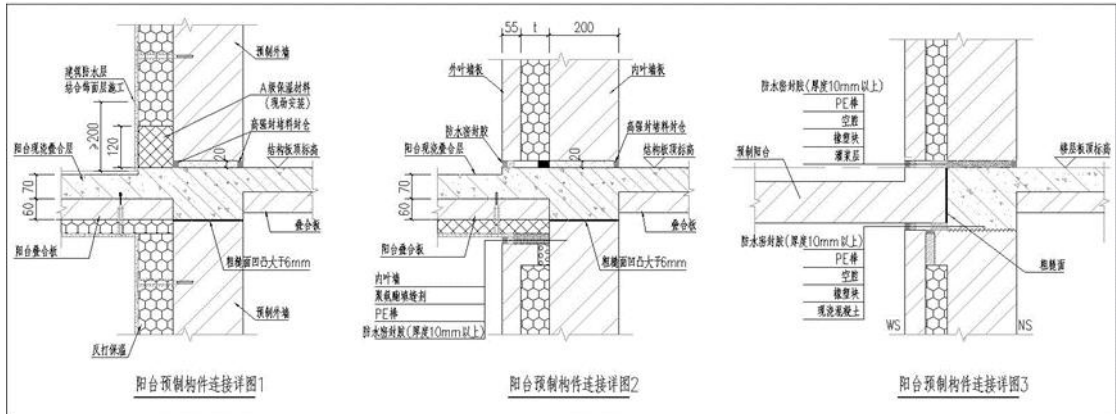 预制外墙
建筑防水层
结合饰面层施工
A级保温材料
(现场安装)
高强封堵料封仓
≥200
120
20
结构板顶标高
阳台现浇叠合层
70
60
叠合板
阳台叠合板
粗糙面凹凸大于6mm
预制外墙
反打保温
阳台预制构件连接详图1
55
t
200
外叶墙板
内叶墙板
防水密封胶
高强封堵料封仓
阳台现浇叠合层
20
结构板顶标高
70
60
叠合板
阳台叠合板
粗糙面凹凸大于6mm
内叶墙
聚氨酯填缝剂
PE棒
防水密封胶(厚度10mm以上)
阳台预制构件连接详图2
防水密封胶(厚度10mm以上)
PE棒
空腔
橡塑块
灌浆层
预制阳台
楼层板顶标高
防水密封胶(厚度10mm以上)
PE棒
空腔
橡塑块
现浇混凝土
粗糙面
WS
NS
阳台预制构件连接详图3